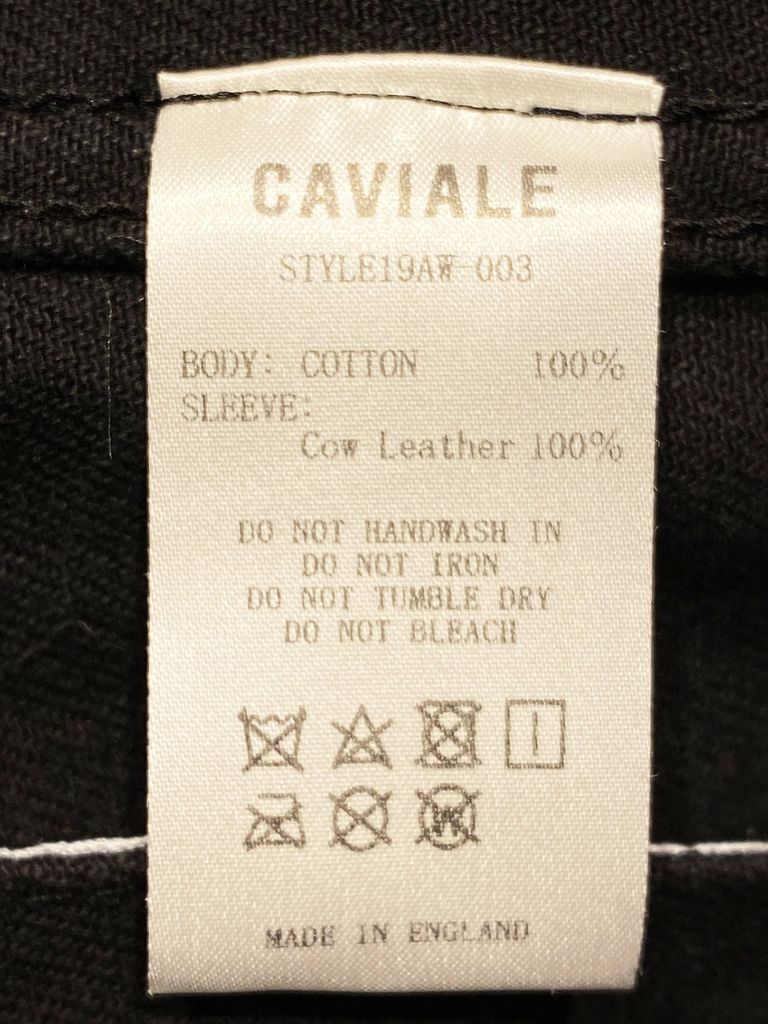 CAVIALE
STYLE19AW-003
BODY: COTTON 100%
SLEEVE:
Cow Leather 100%
DO NOT HANDWASH IN
DO NOT IRON
DO NOT TUMBLE DRY
DO NOT BLEACH
W
MADE IN ENGLAND